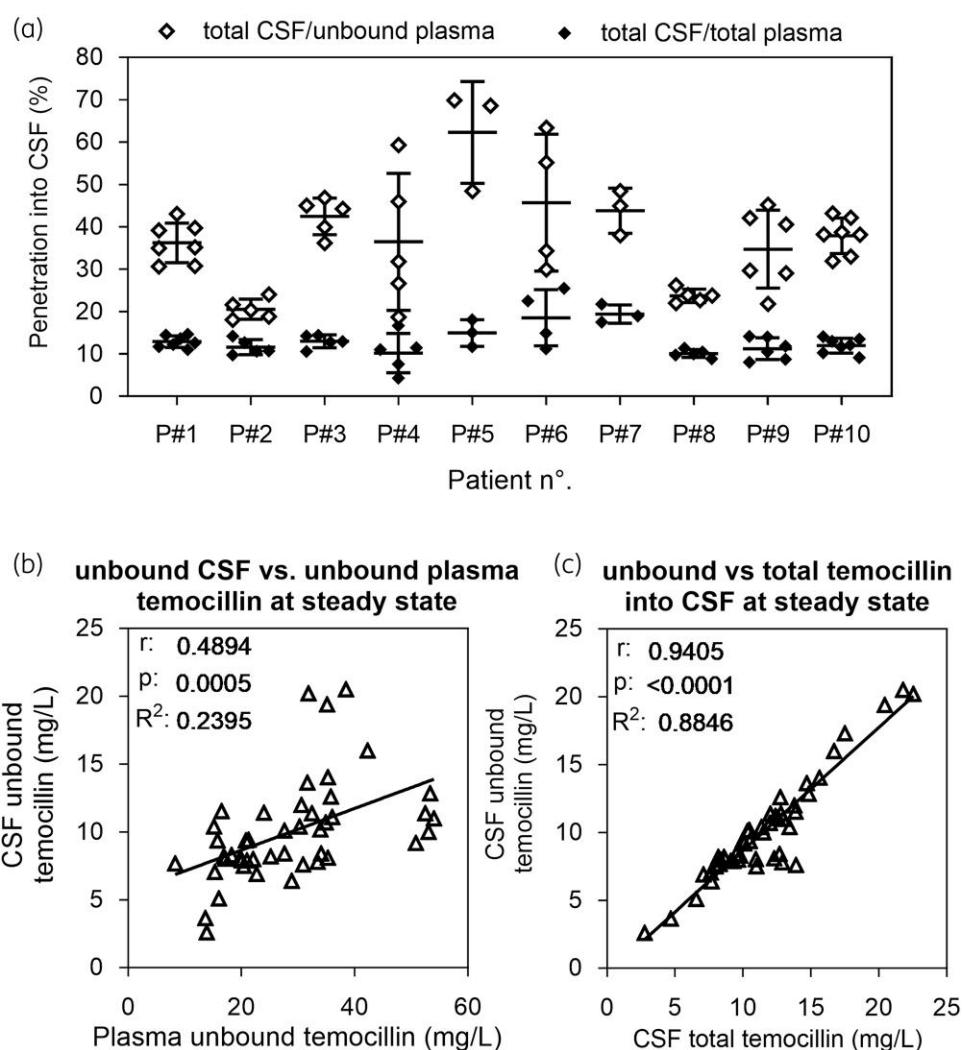 (a)
total CSF/unbound plasma
total CSF/total plasma
Penetration into CSF (%)
80
70
60
50
40
30
20
10
0
P#1 P#2 P#3 P#4 P#5 P#6 P#7 P#8 P#9 P#10
Patient n°.
(b)
unbound CSF vs. unbound plasma
temocillin at steady state
CSF unbound
temocillin (mg/L)
25
20
15
10
5
0
r: 0.4894
p: 0.0005
R²: 0.2395
0 20 40 60
Plasma unbound temocillin (mg/L)
(c)
unbound vs total temocillin
into CSF at steady state
CSF unbound
temocillin (mg/L)
25
20
15
10
5
0
r: 0.9405
p: <0.0001
R²: 0.8846
0 5 10 15 20 25
CSF total temocillin (mg/L)